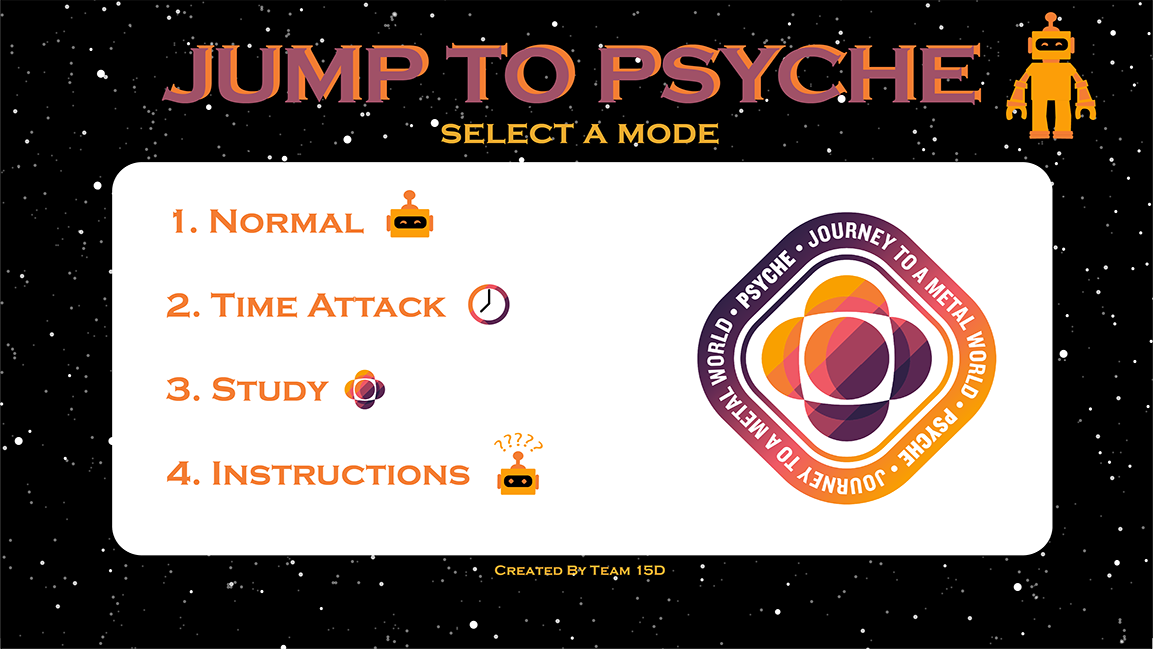 JUMP TO PSYCHE
SELECT A MODE
1. NORMAL
2. TIME ATTACK
3. STUDY
?????
4. INSTRUCTIONS
PSYCHE • JOURNEY TO A METAL WORLD • PSYCHE • JOURNEY TO A METAL WORLD •
CREATED BY TEAM 15D